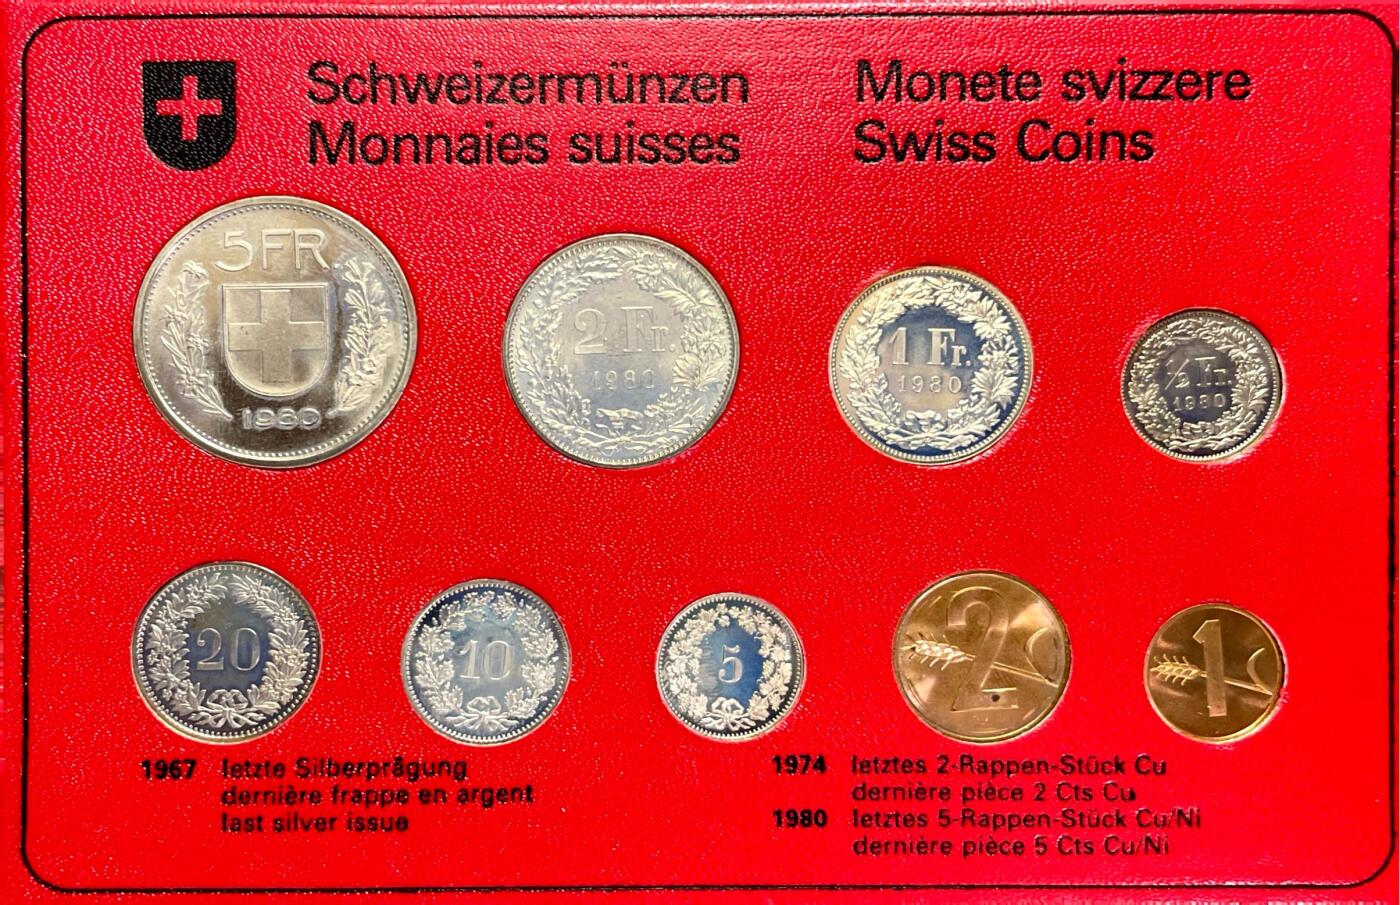 Schweizermünzen
Monnaies suisses
Monete svizzere
Swiss Coins
5FR
1980
2 Fr.
1980
1 Fr.
1980
½ Fr.
1980
20
10
5
2
1
1967 letzte Silberprägung
dernière frappe en argent
last silver issue
1974 letztes 2-Rappen-Stück Cu
dernière pièce 2 Cts Cu
1980 letztes 5-Rappen-Stück Cu/Ni
dernière pièce 5 Cts Cu/Ni